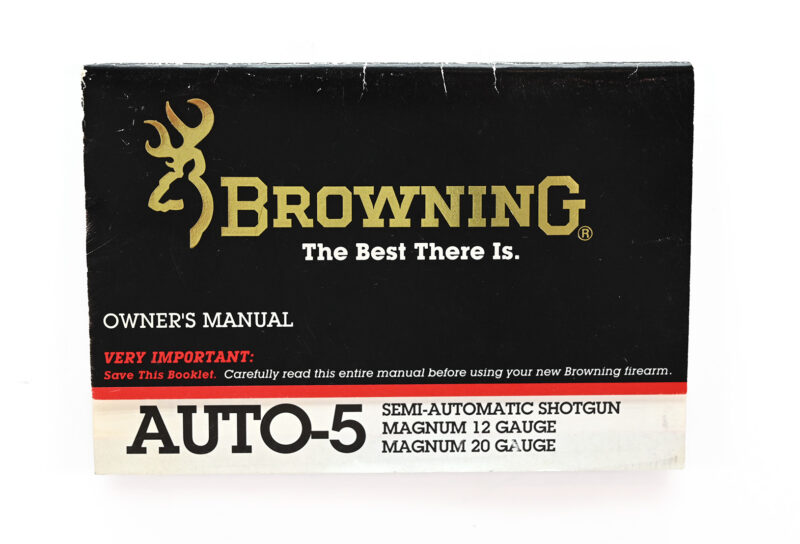 BROWNING®
The Best There Is.
OWNER'S MANUAL
VERY IMPORTANT:
Save This Booklet. Carefully read this entire manual before using your new Browning firearm.
AUTO-5
SEMI-AUTOMATIC SHOTGUN
MAGNUM 12 GAUGE
MAGNUM 20 GAUGE